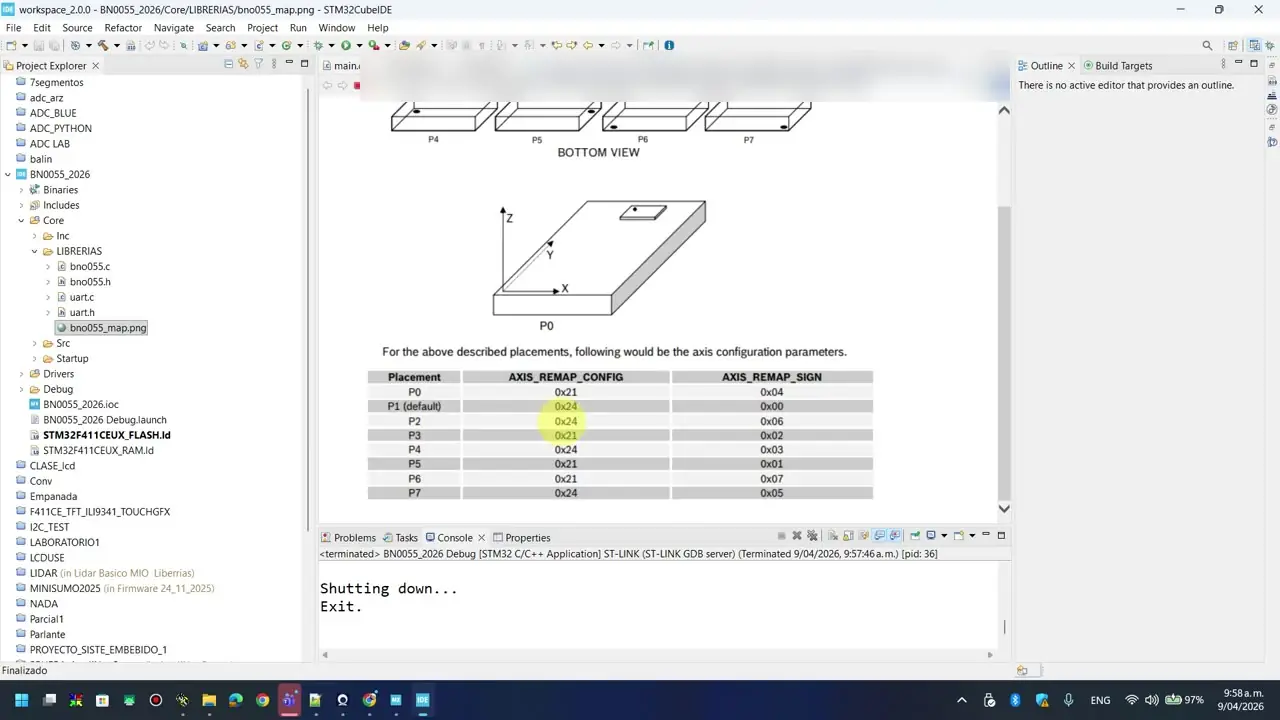 workspace_2.0.0 - BN0055_2026/Core/LIBRERIAS/bno055_map.png - STM32CubeIDE
File Edit Source Refactor Navigate Search Project Run Window Help
Project Explorer
7segmentos
adc_arz
ADC_BLUE
ADC_PYTHON
ADC LAB
balin
BN0055_2026
Binaries
Includes
Core
Inc
LIBRERIAS
bno055.c
bno055.h
uart.c
uart.h
bno055_map.png
Src
Startup
Drivers
Debug
BN0055_2026.ioc
BN0055_2026 Debug.launch
STM32F411CEUX_FLASH.ld
STM32F411CEUX_RAM.ld
CLASE_lcd
Conv
Empanada
F411CE_TFT_ILI9341_TOUCHGFX
I2C_TEST
LABORATORIO1
LCDUSE
LIDAR (in Lidar Basico MIO Liberrias)
MINISUMO2025 (in Firmware 24_11_2025)
NADA
Parcial1
Parlante
PROYECTO_SISTE_EMBEBIDO_1
main.
P4 P5 P6 P7
BOTTOM VIEW
Z
Y
X
P0
For the above described placements, following would be the axis configuration parameters.
Placement AXIS_REMAP_CONFIG AXIS_REMAP_SIGN
P0 0x21 0x04
P1 (default) 0x24 0x00
P2 0x24 0x06
P3 0x21 0x02
P4 0x24 0x03
P5 0x21 0x01
P6 0x21 0x07
P7 0x24 0x05
Problems Tasks Console Properties
<terminated> BN0055_2026 Debug [STM32 C/C++ Application] ST-LINK (ST-LINK GDB server) (Terminated 9/04/2026, 9:57:46 a. m.) [pid: 36]
Shutting down...
Exit.
Outline Build Targets
There is no active editor that provides an outline.
Finalizado
ENG 97% 9:58 a. m.
9/04/2026